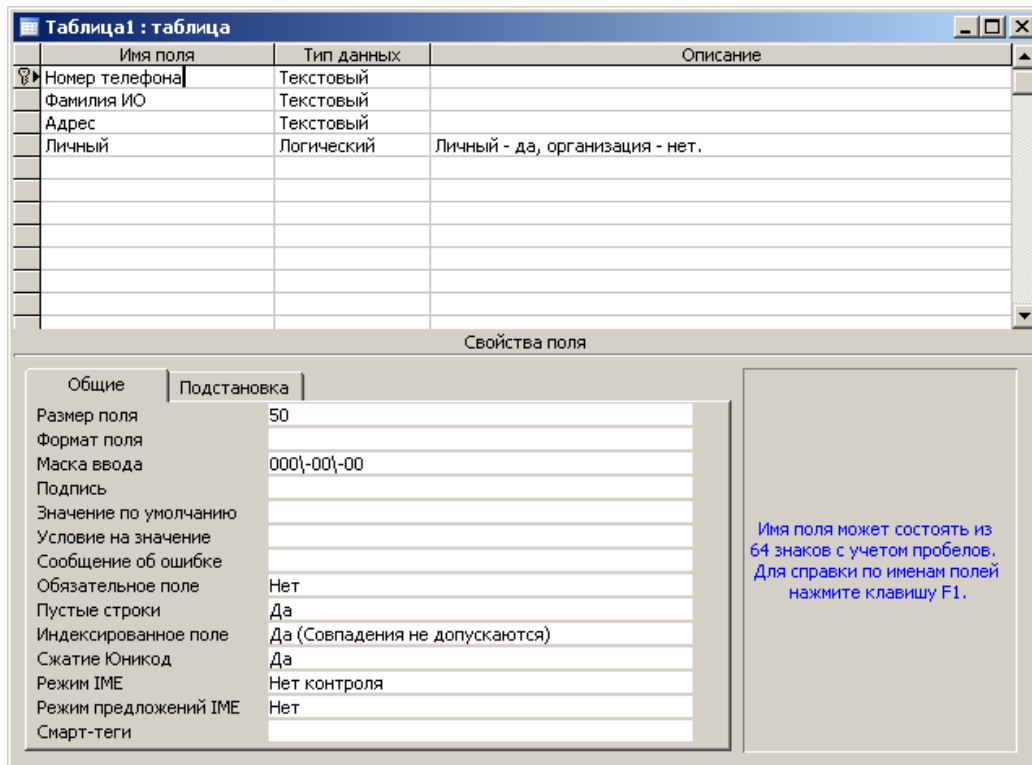 Таблица1 : таблица
Имя поля Тип данных Описание
Номер телефона Текстовый
Фамилия ИО Текстовый
Адрес Текстовый
Личный Логический Личный - да, организация - нет.
Свойства поля
Общие Подстановка
Размер поля 50
Формат поля
Маска ввода 000\-00\-00
Подпись
Значение по умолчанию
Условие на значение
Сообщение об ошибке
Обязательное поле Нет
Пустые строки Да
Индексированное поле Да (Совпадения не допускаются)
Сжатие Юникод Да
Режим IME Нет контроля
Режим предложений IME Нет
Смарт-теги
Имя поля может состоять из
64 знаков с учетом пробелов.
Для справки по именам полей
нажмите клавишу F1.